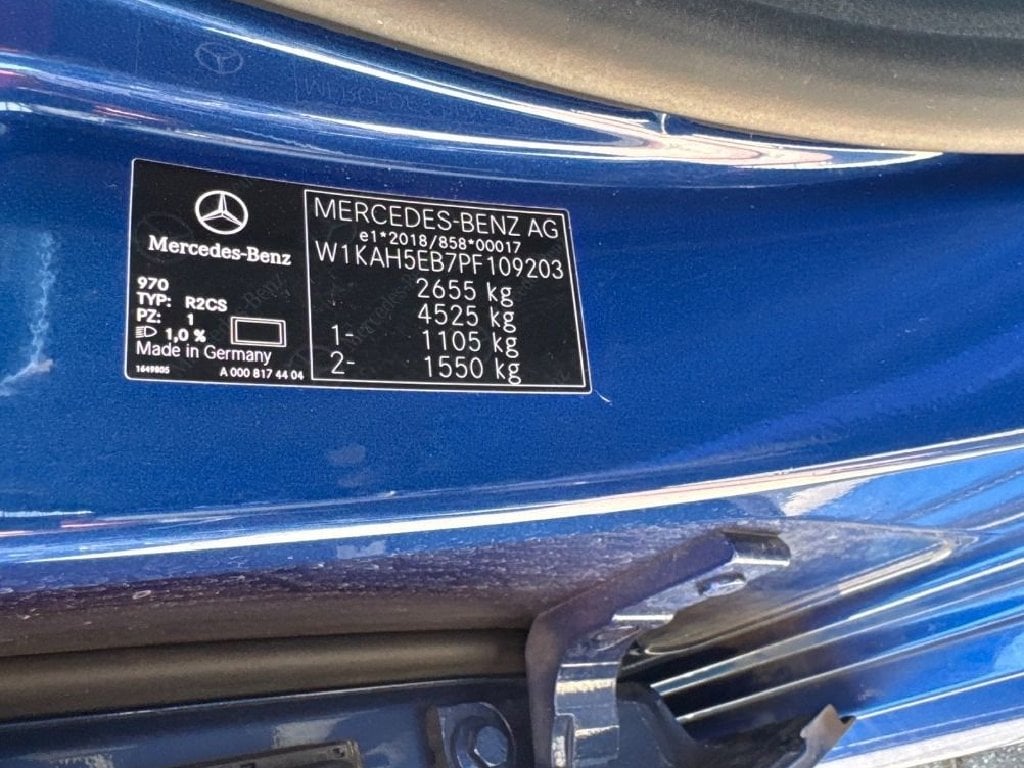 Mercedes-Benz
970
TYP: R2CS
PZ: 1
1,0 %
Made in Germany
1649805 A 000 817 44 04
MERCEDES-BENZ AG
e1*2018/858*00017
W1KAH5EB7PF109203
2655 kg
4525 kg
1- 1105 kg
2- 1550 kg